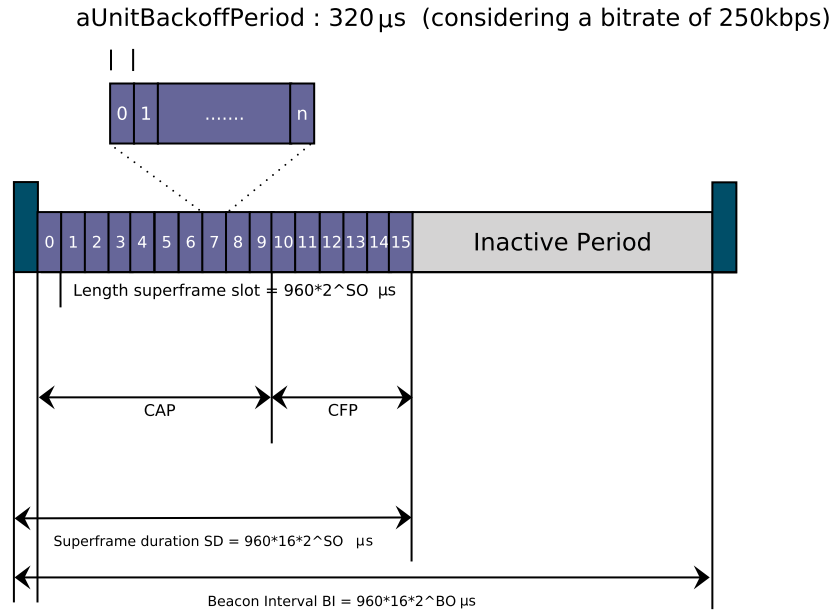 aUnitBackoffPeriod : 320 µs (considering a bitrate of 250kbps)
0 1 ....... n
0 1 2 3 4 5 6 7 8 9 10 11 12 13 14 15 Inactive Period
Length superframe slot = 960*2^SO µs
CAP CFP
Superframe duration SD = 960*16*2^SO µs
Beacon Interval BI = 960*16*2^BO µs